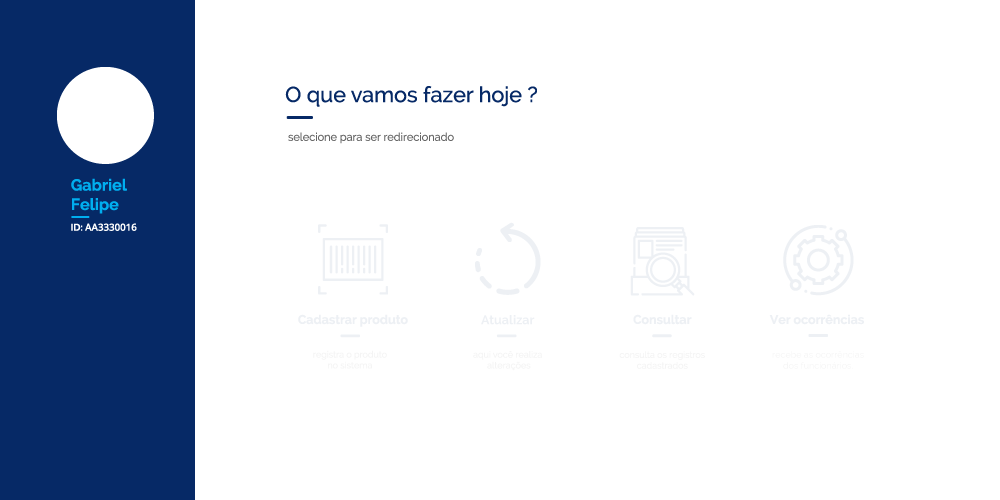 Gabriel
Felipe
ID: AA3330016
O que vamos fazer hoje ?
selecione para ser redirecionado
Cadastrar produto
registre o produto
no sistema
Atualizar
aqui você realiza
alterações
Consultar
consulte os registros
cadastrados
Ver ocorrências